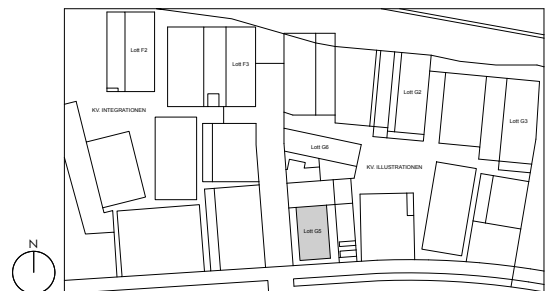 Lott F2
Lott F3
Lott G2
KV. INTEGRATIONEN
Lott G3
Lott G6
KV. ILLUSTRATIONEN
Lott G5
N